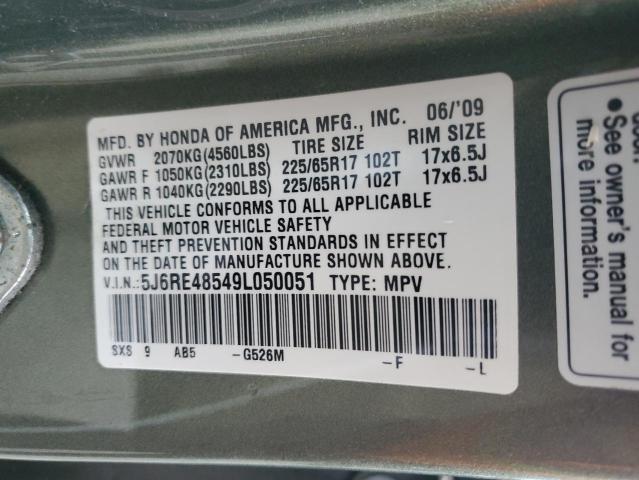 MFD. BY HONDA OF AMERICA MFG., INC. 06/'09
GVWR 2070KG(4560LBS) TIRE SIZE RIM SIZE
GAWR F 1050KG(2310LBS) 225/65R17 102T 17x6.5J
GAWR R 1040KG(2290LBS) 225/65R17 102T 17x6.5J
THIS VEHICLE CONFORMS TO ALL APPLICABLE
FEDERAL MOTOR VEHICLE SAFETY
AND THEFT PREVENTION STANDARDS IN EFFECT
ON THE DATE OF MANUFACTURE SHOWN ABOVE.
V.I.N.: 5J6RE48549L050051 TYPE: MPV
SXS 9 AB5 -G526M -F -L
• See owner's manual
more information.